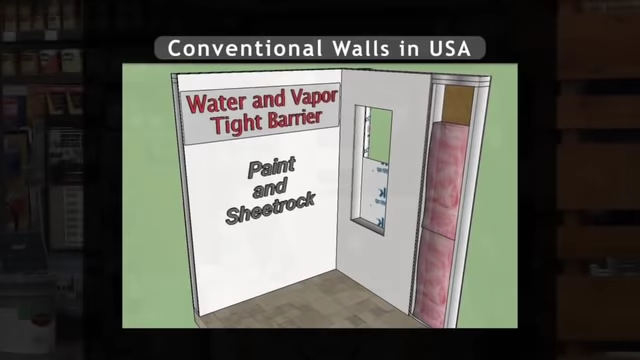 Conventional Walls in USA
Water and Vapor
Tight Barrier
Paint
and
Sheetrock